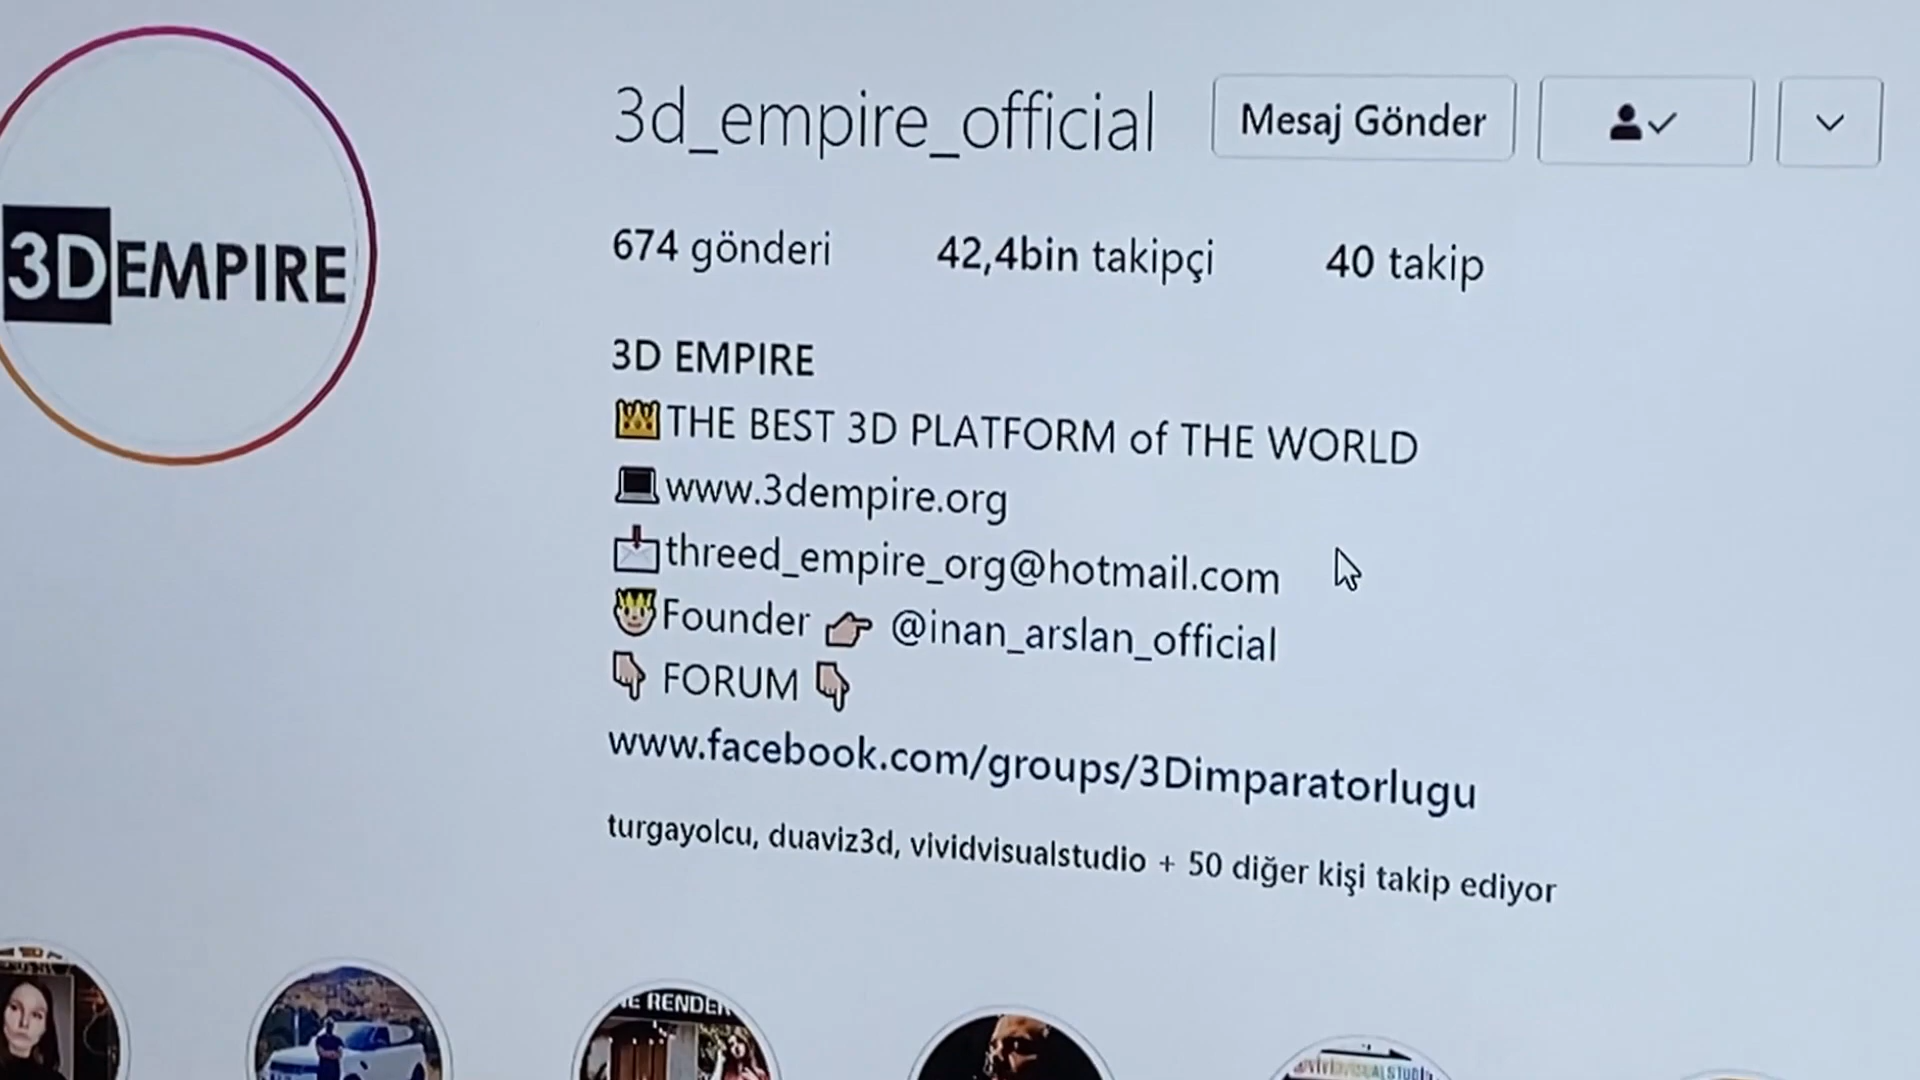 3d_empire_official
Mesaj Gönder
674 gönderi 42,4bin takipçi 40 takip
3DEMPIRE
3D EMPIRE
THE BEST 3D PLATFORM of THE WORLD
www.3dempire.org
threed_empire_org@hotmail.com
Founder @inan_arslan_official
FORUM
www.facebook.com/groups/3Dimparatorlugu
turgayolcu, duaviz3d, vividvisualstudio + 50 diğer kişi takip ediyor
RENDER